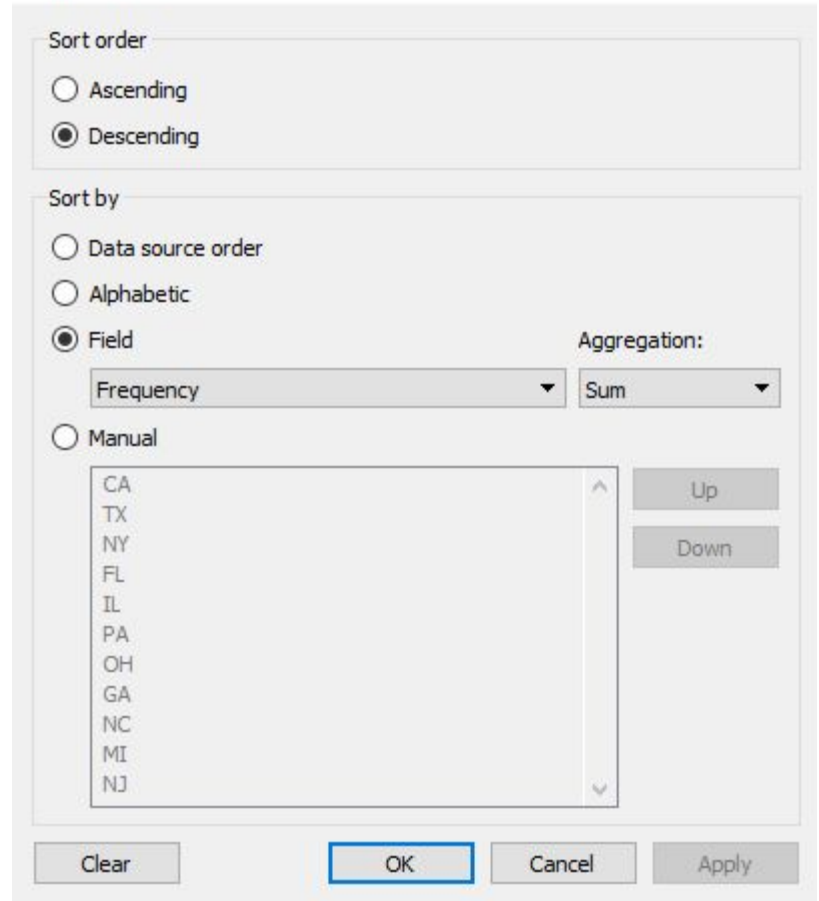 Sort order
Ascending
Descending
Sort by
Data source order
Alphabetic
Field
Aggregation:
Frequency
Sum
Manual
CA
TX
NY
FL
IL
PA
OH
GA
NC
MI
NJ
Up
Down
Clear
OK
Cancel
Apply